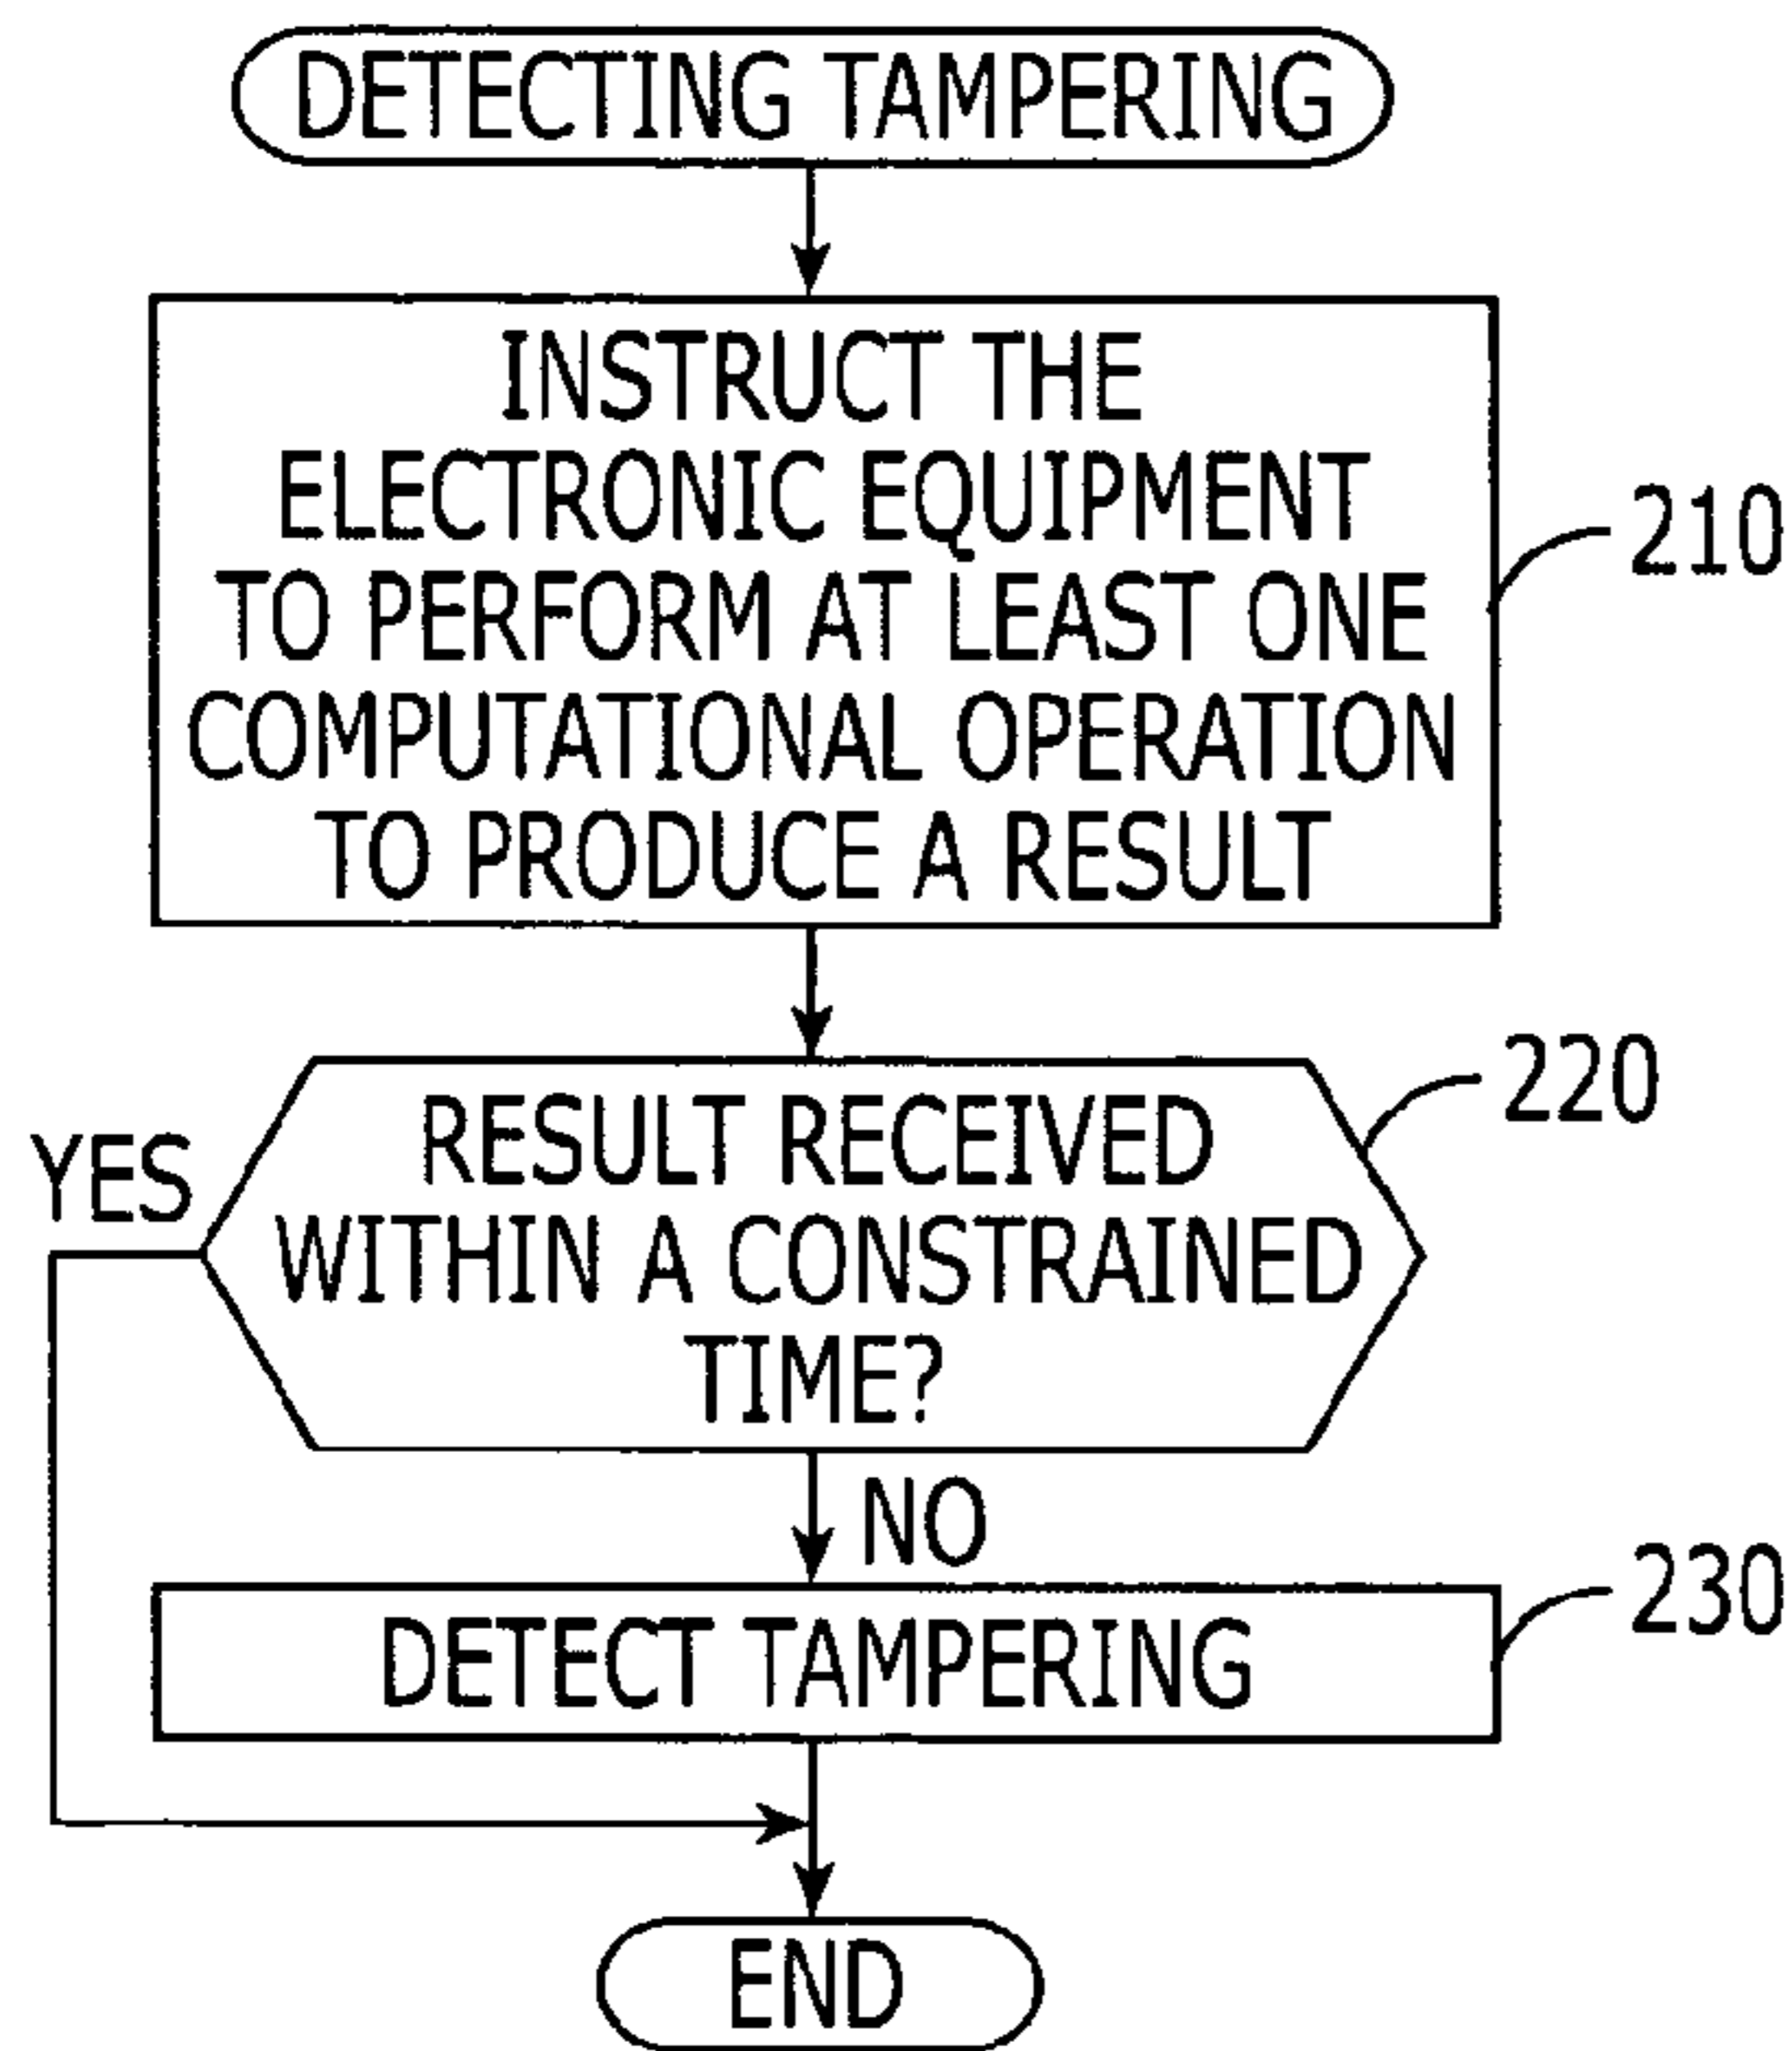 DETECTING TAMPERING
INSTRUCT THE
ELECTRONIC EQUIPMENT
TO PERFORM AT LEAST ONE
COMPUTATIONAL OPERATION
TO PRODUCE A RESULT
210
RESULT RECEIVED
WITHIN A CONSTRAINED
TIME?
220
YES
NO
DETECT TAMPERING
230
END